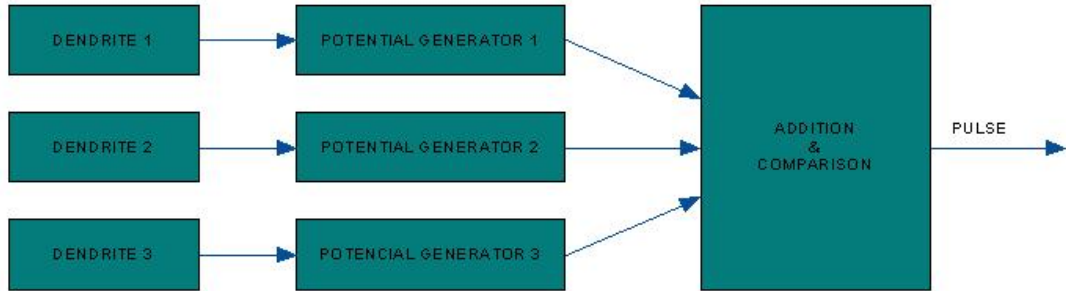 DENDRITE 1
POTENTIAL GENERATOR 1
DENDRITE 2
POTENTIAL GENERATOR 2
DENDRITE 3
POTENCIAL GENERATOR 3
ADDITION
&
COMPARISON
PULSE